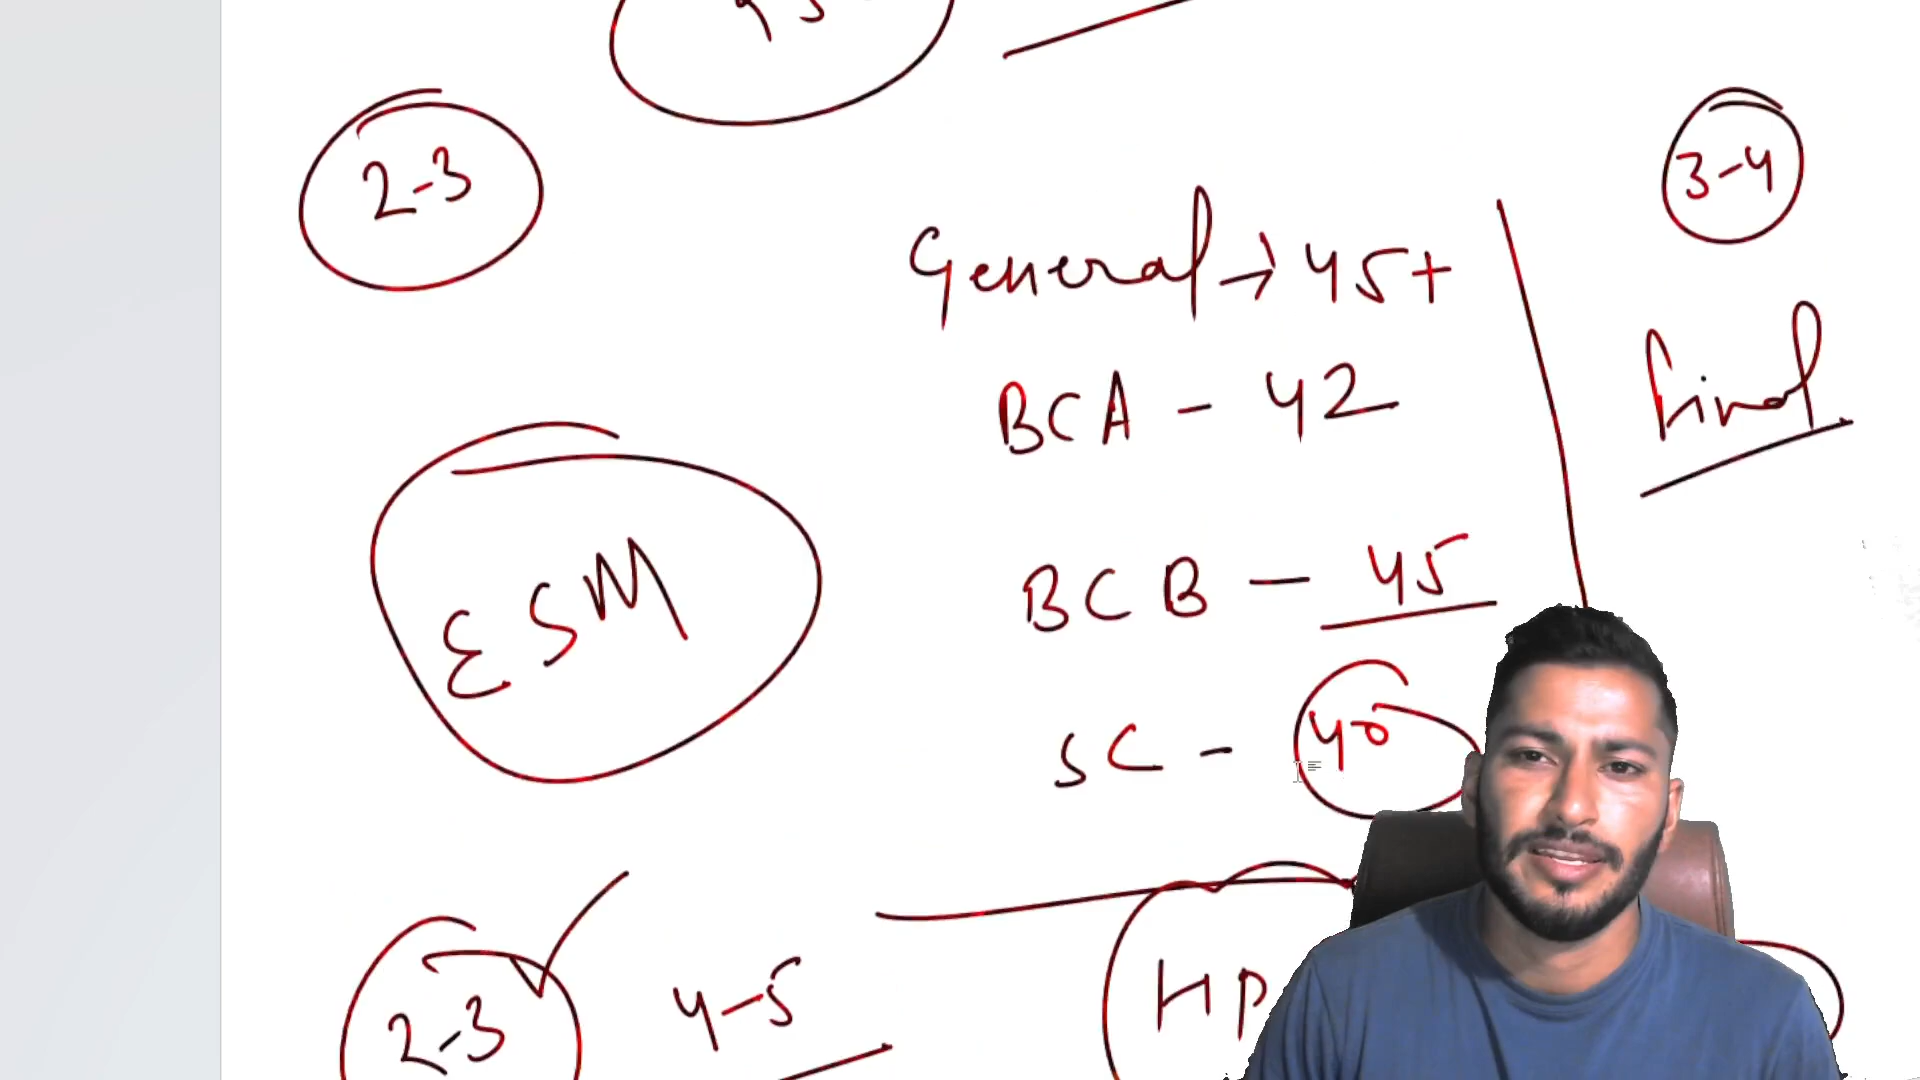 2-3
3-4
General → 45+
BCA - 42
Final
BCB - 45
ESM
SC - 40
2-3
4-5
HP